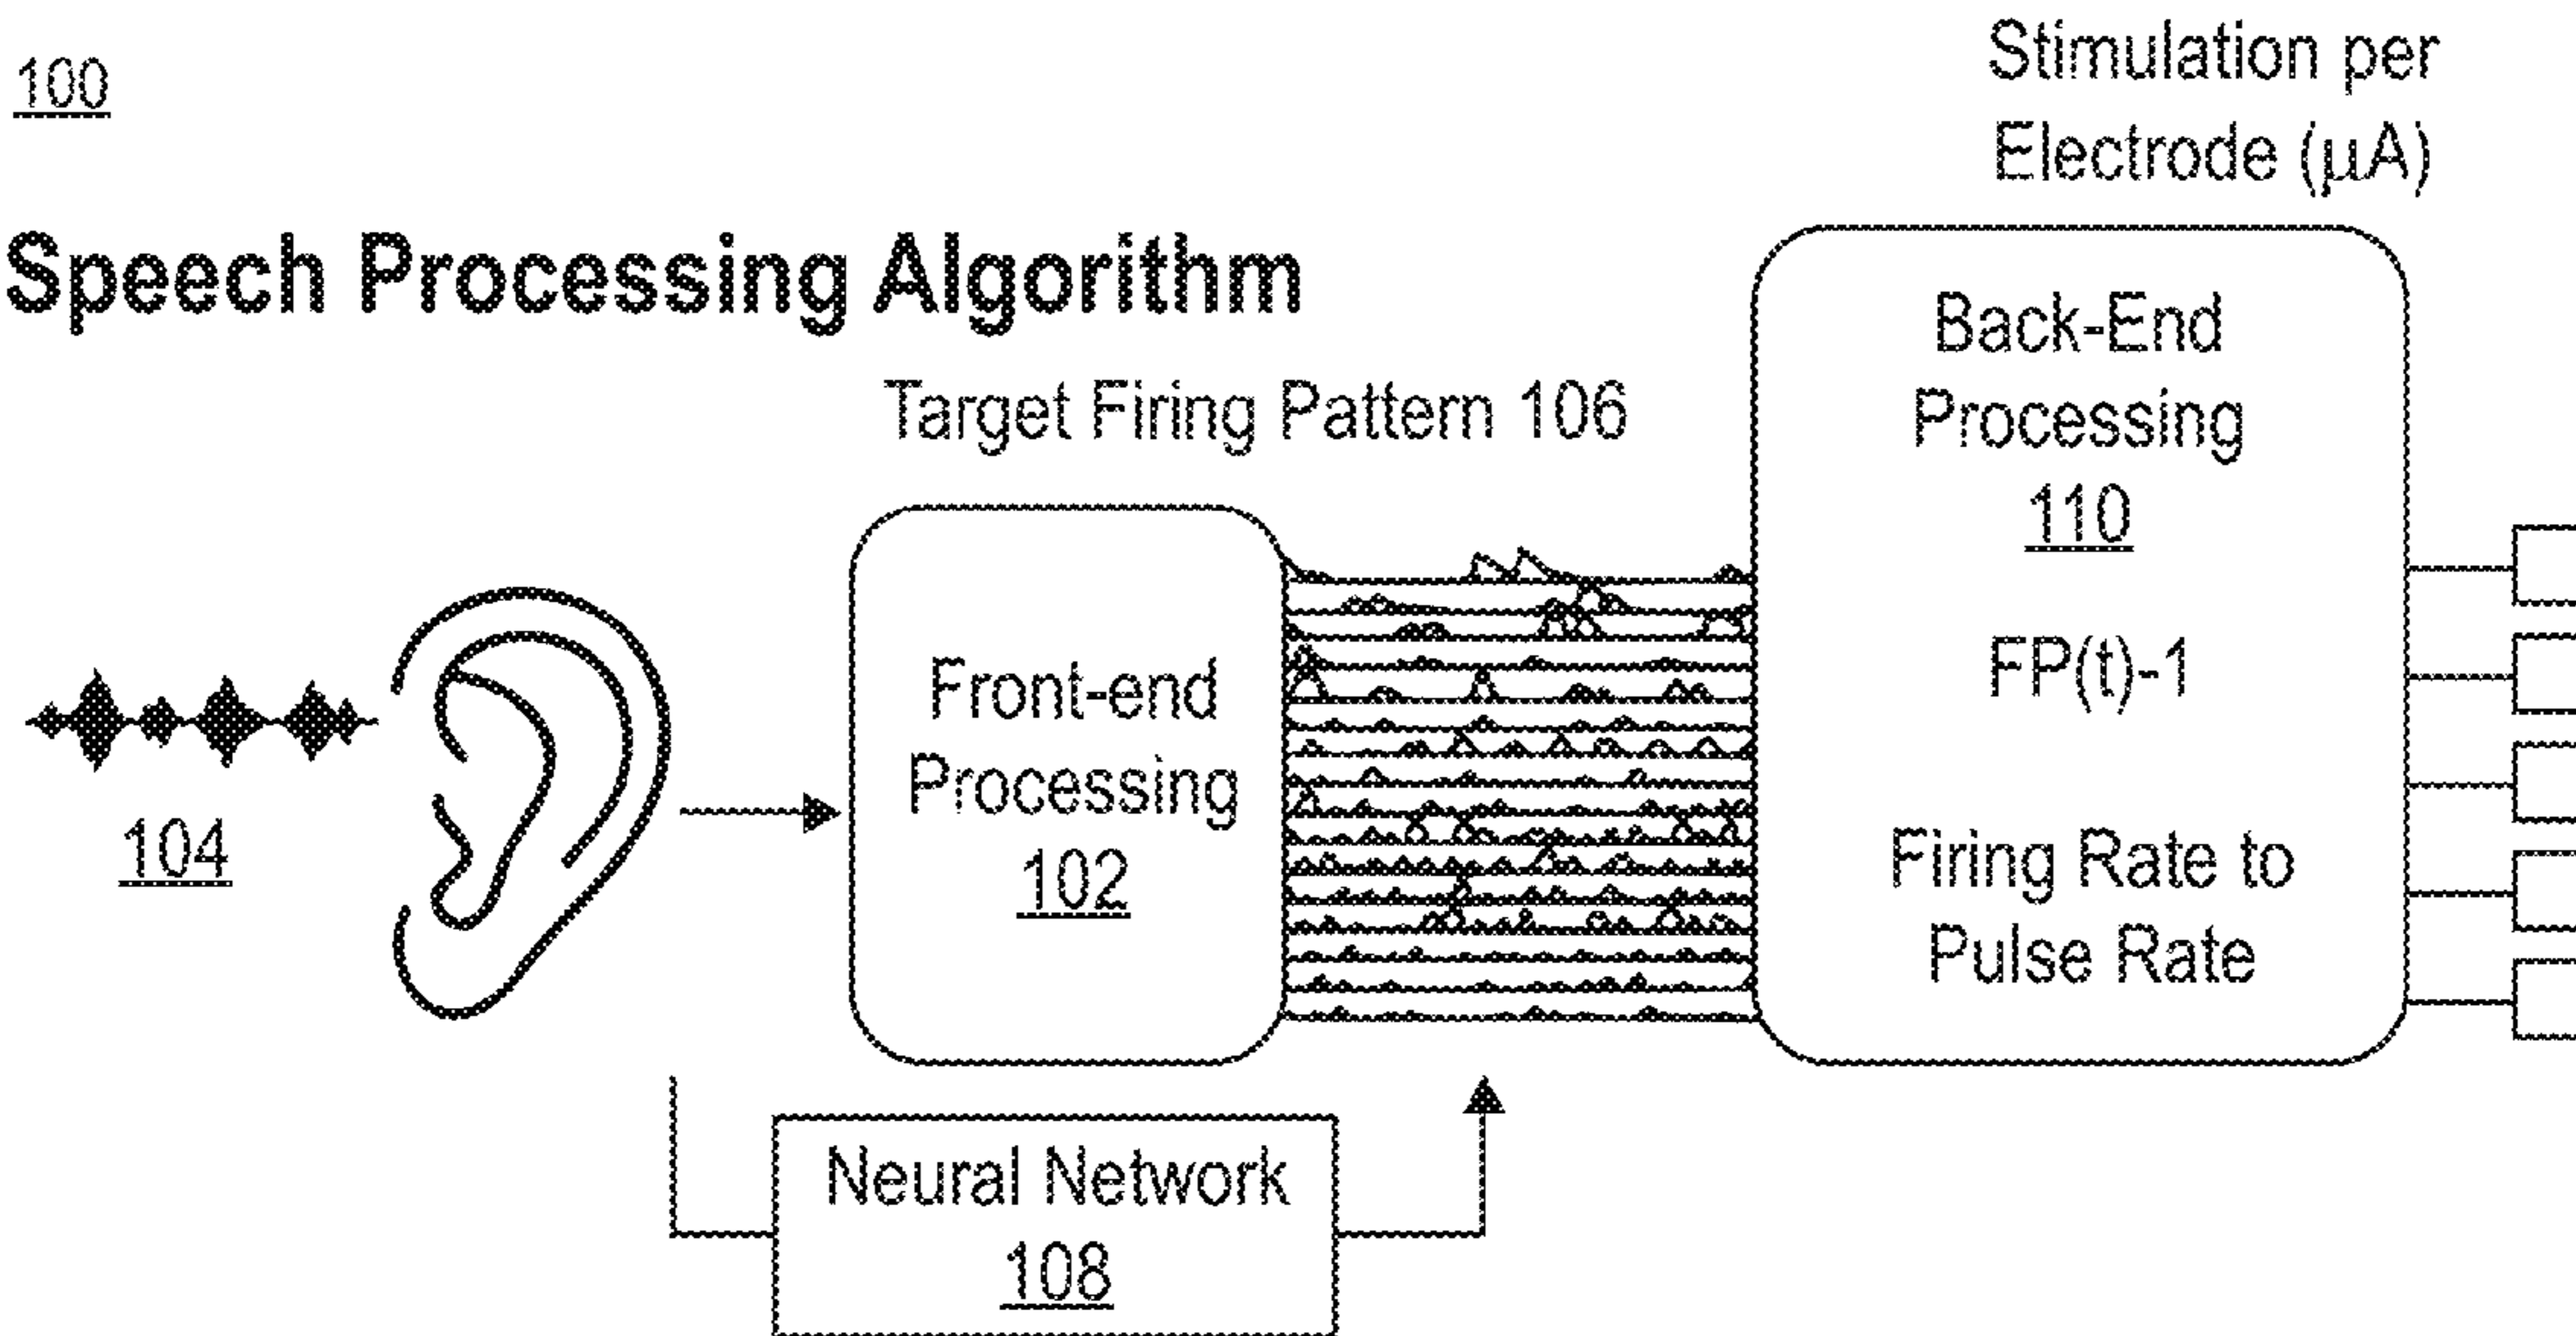 100
Stimulation per
Electrode (µA)
Speech Processing Algorithm
Target Firing Pattern 106
Back-End
Processing
110
FP(t)-1
Firing Rate to
Pulse Rate
Front-end
Processing
102
104
Neural Network
108